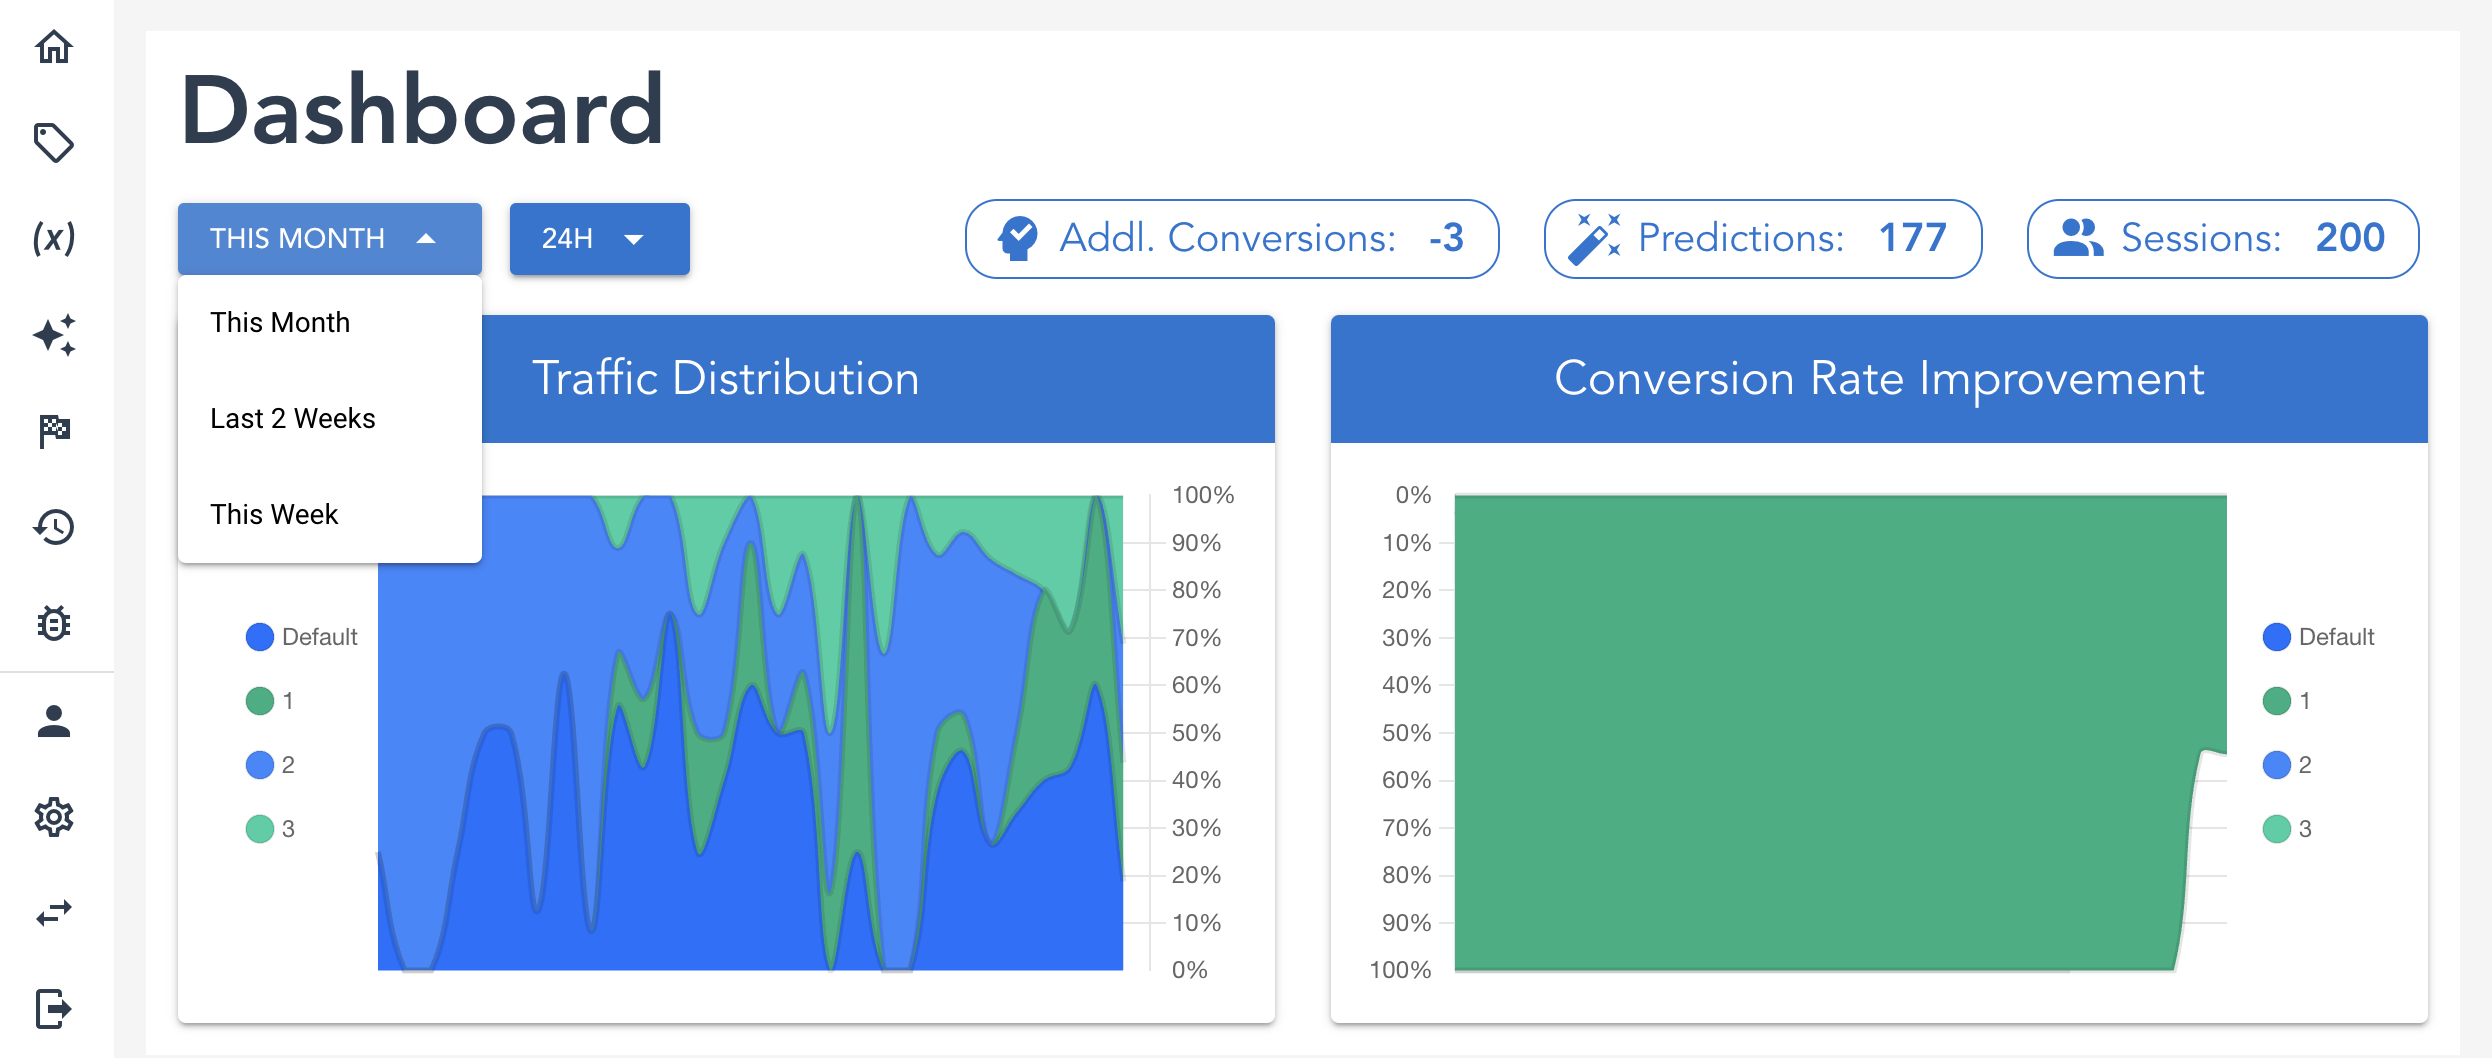 Dashboard
(x)
THIS MONTH
24H
Addl. Conversions: -3
Predictions: 177
Sessions: 200
This Month
Last 2 Weeks
This Week
Traffic Distribution
Default
1
2
3
100%
90%
80%
70%
60%
50%
40%
30%
20%
10%
0%
Conversion Rate Improvement
0%
10%
20%
30%
40%
50%
60%
70%
80%
90%
100%
Default
1
2
3